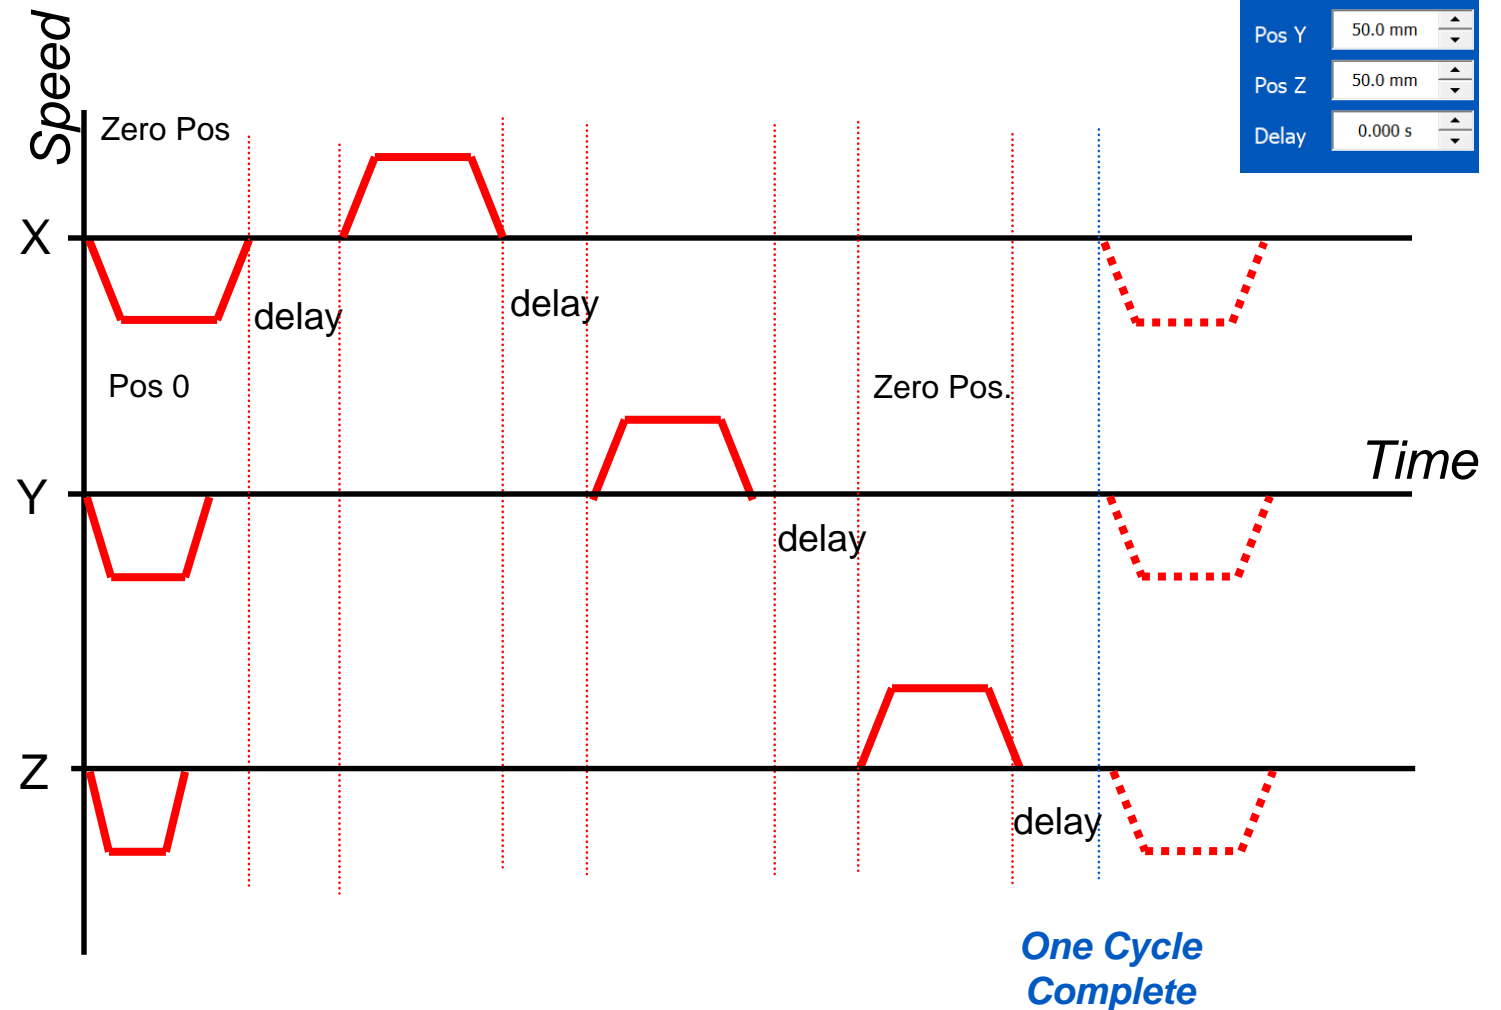 Speed
Pos Y 50.0 mm
Pos Z 50.0 mm
Delay 0.000 s
Zero Pos
X
delay
delay
Pos 0
Zero Pos.
Time
Y
delay
Z
delay
One Cycle
Complete